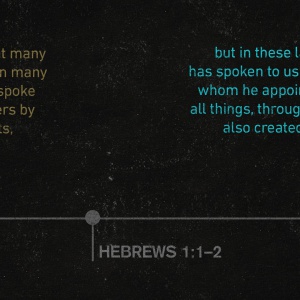 t many
n many
spoke
ers by
ts,
but in these l
has spoken to us
whom he appoi
all things, throug
also created
HEBREWS 1:1–2